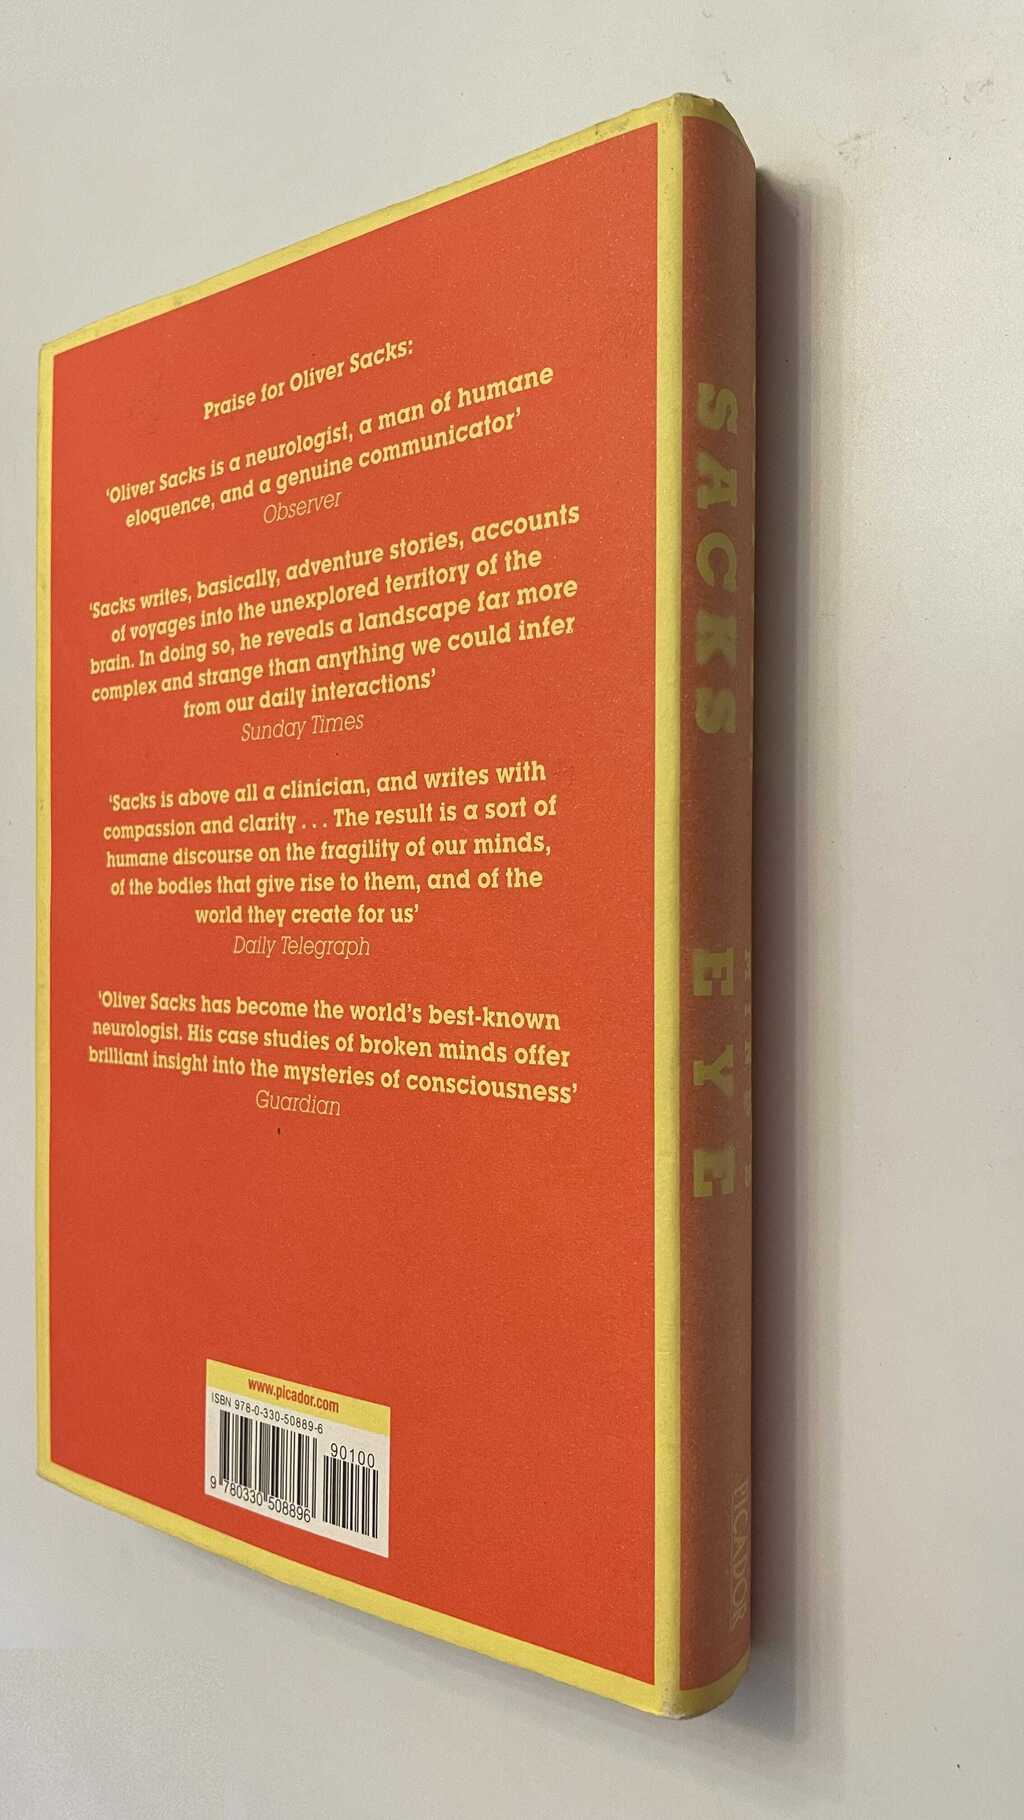 Praise for Oliver Sacks:
‘Oliver Sacks is a neurologist, a man of humane
eloquence, and a genuine communicator’
Observer
‘Sacks writes, basically, adventure stories, accounts
of voyages into the unexplored territory of the
brain. In doing so, he reveals a landscape far more
complex and strange than anything we could infer
from our daily interactions’
Sunday Times
‘Sacks is above all a clinician, and writes with
compassion and clarity . . . The result is a sort of
humane discourse on the fragility of our minds,
of the bodies that give rise to them, and of the
world they create for us’
Daily Telegraph
‘Oliver Sacks has become the world’s best-known
neurologist. His case studies of broken minds offer
brilliant insight into the mysteries of consciousness’
Guardian
www.picador.com
ISBN 978-0-330-50889-6
90100
9 780330 508896
SACKS
EYE
PICADOR